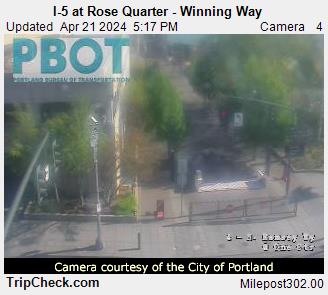 I-5 at Rose Quarter - Winning Way
Updated Apr 21 2024 5:17 PM Camera 4
PBOT
PORTLAND BUREAU OF TRANSPORTATION
Camera courtesy of the City of Portland
TripCheck.com Milepost302.00